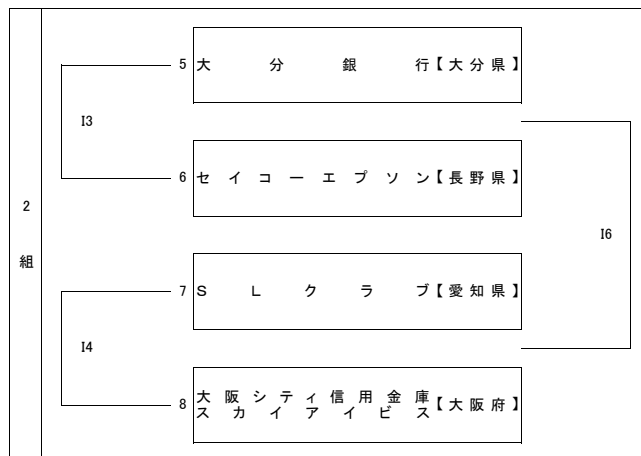 5 大分銀行【大分県】
I3
6 セイコーエプソン【長野県】
2組
I6
7 SLクラブ【愛知県】
I4
8 大阪シティ信用金庫スカイアイビス【大阪府】